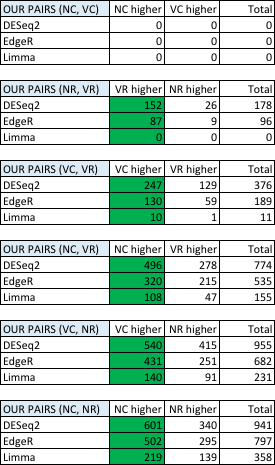 OUR PAIRS (NC, VC) NC higher VC higher Total
DESeq2 0 0 0
EdgeR 0 0 0
Limma 0 0 0
OUR PAIRS (NR, VR) VR higher NR higher Total
DESeq2 152 26 178
EdgeR 87 9 96
Limma 0 0 0
OUR PAIRS (VC, VR) VC higher VR higher Total
DESeq2 247 129 376
EdgeR 130 59 189
Limma 10 1 11
OUR PAIRS (NC, VR) NC higher VR higher Total
DESeq2 496 278 774
EdgeR 320 215 535
Limma 108 47 155
OUR PAIRS (VC, NR) VC higher NR higher Total
DESeq2 540 415 955
EdgeR 431 251 682
Limma 140 91 231
OUR PAIRS (NC, NR) NC higher NR higher Total
DESeq2 601 340 941
EdgeR 502 295 797
Limma 219 139 358